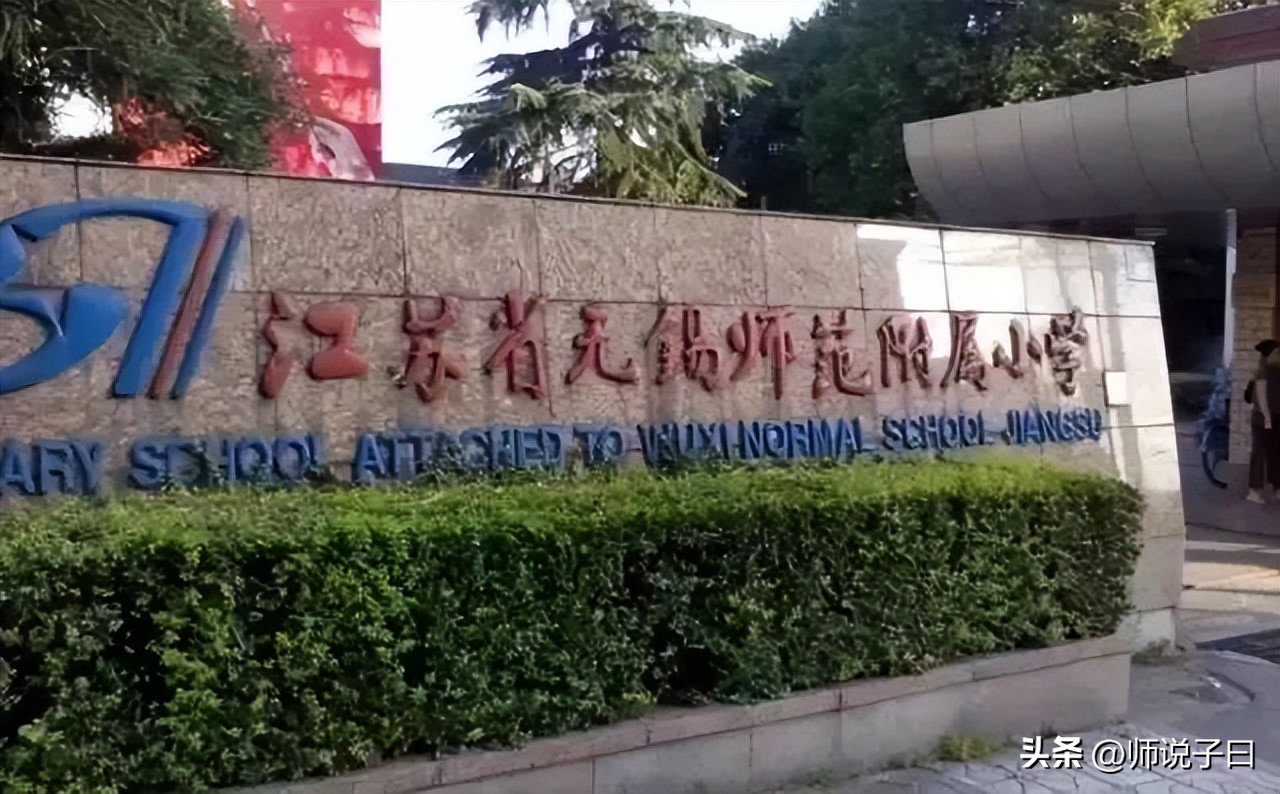 江苏省无锡师范附属小学
ARY SCHOOL ATTACHED TO WUXI NORMAL SCHOOL JIANGSU
头条 @师说子曰